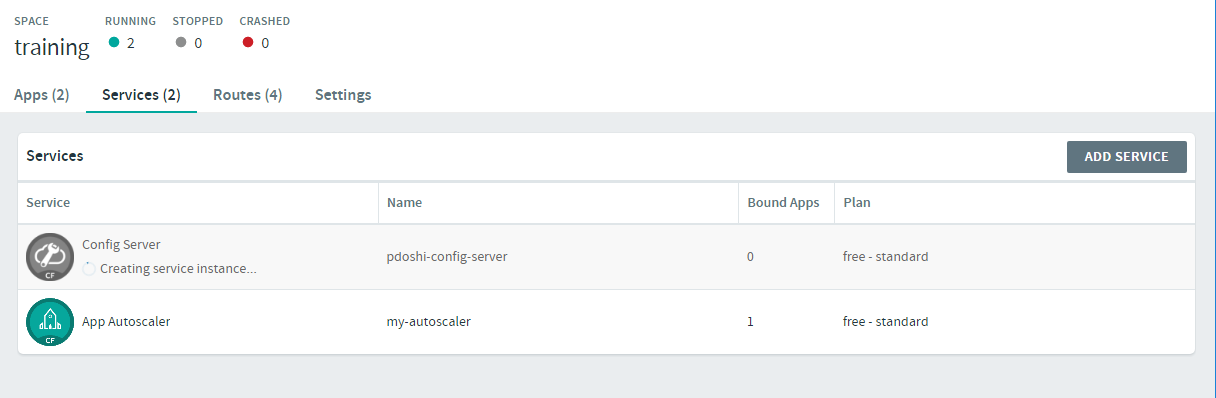 SPACE RUNNING STOPPED CRASHED
training 2 0 0
Apps (2) Services (2) Routes (4) Settings
Services ADD SERVICE
Service Name Bound Apps Plan
Config Server
CF Creating service instance... pdoshi-config-server 0 free - standard
App Autoscaler my-autoscaler 1 free - standard
CF